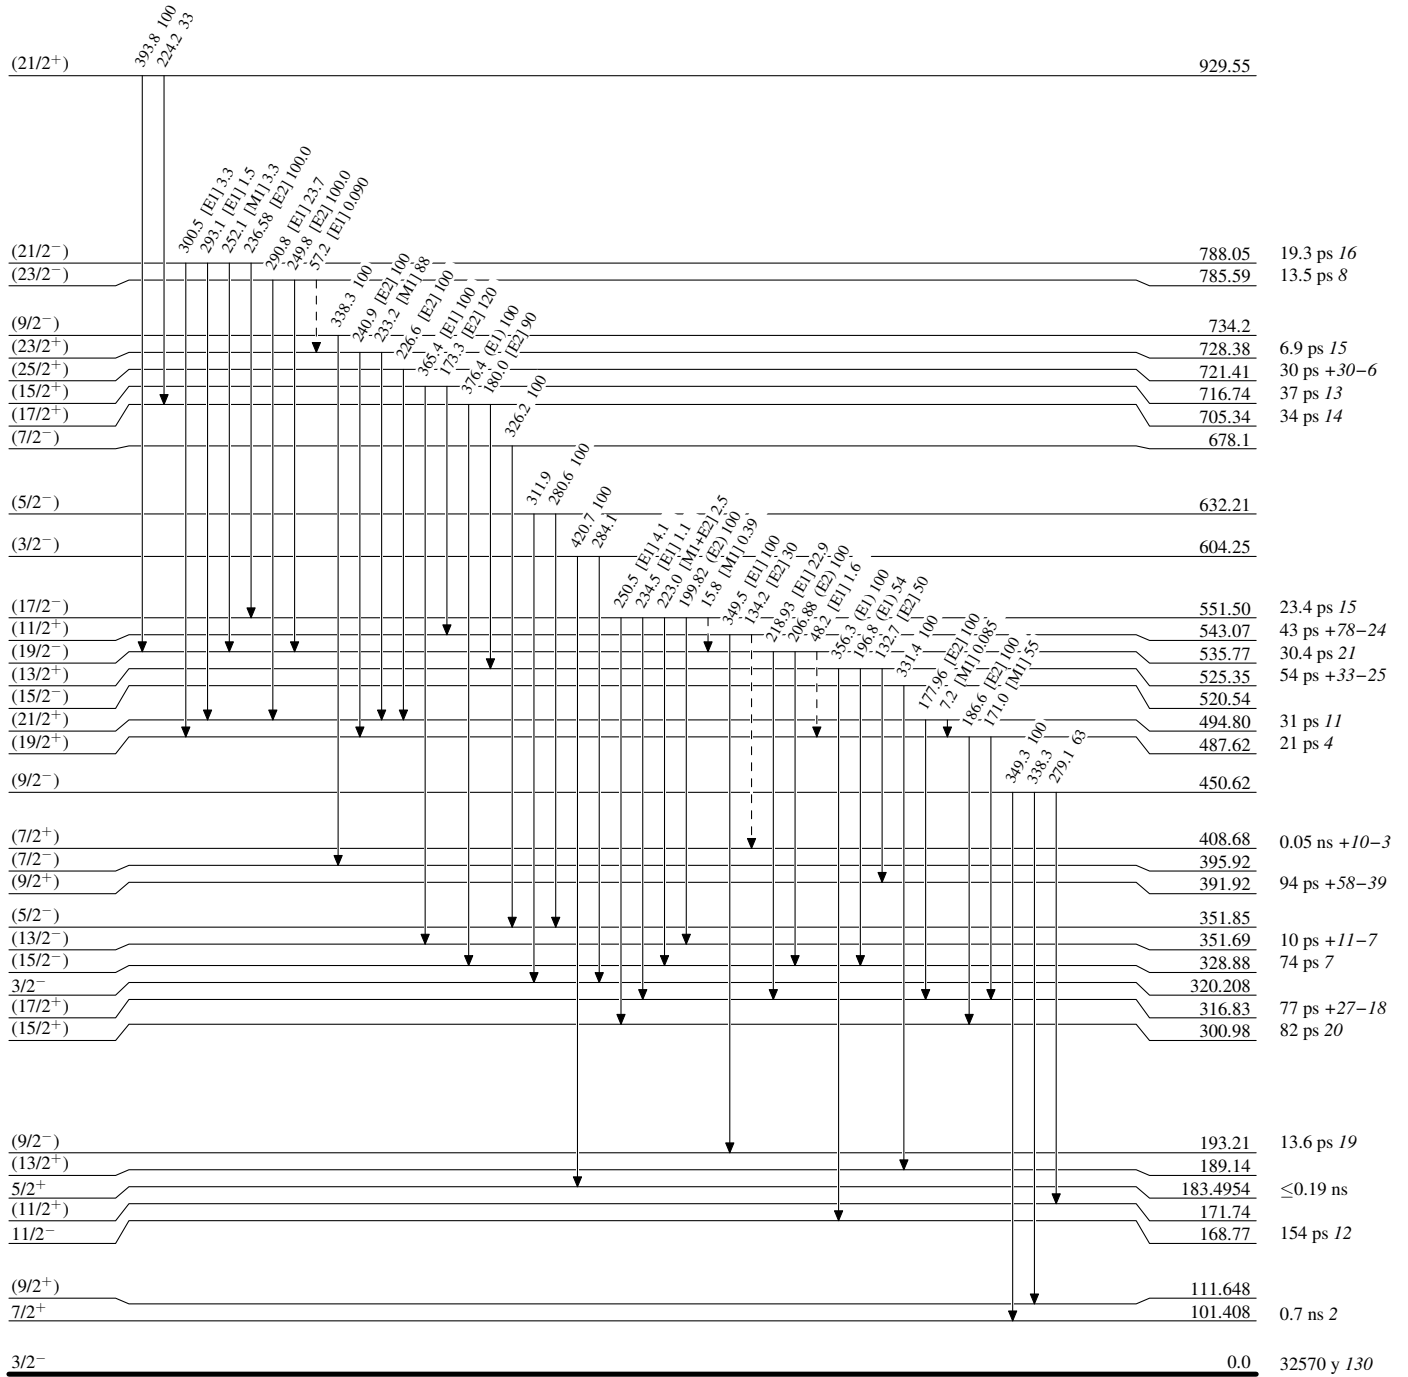 393.8 100
224.2 33
(21/2+) 929.55
300.5 [E1] 3.3
293.1 [E1] 1.5
252.1 [M1] 3.3
236.58 [E2] 100.0
290.8 [E1] 23.7
249.8 [E2] 100.0
57.2 [E1] 0.090
(21/2−) 788.05 19.3 ps 16
(23/2−) 785.59 13.5 ps 8
338.3 100
240.9 [E2] 100
233.2 [M1] 88
226.6 [E2] 100
365.4 [E1] 100
173.3 [E2] 120
376.4 (E1) 100
180.0 [E2] 90
326.2 100
(9/2−) 734.2
(23/2+) 728.38 6.9 ps 15
(25/2+) 721.41 30 ps +30−6
(15/2+) 716.74 37 ps 13
(17/2+) 705.34 34 ps 14
(7/2−) 678.1
311.9
280.6 100
(5/2−) 632.21
420.7 100
284.1
(3/2−) 604.25
250.5 [E1] 4.1
234.5 [E1] 1.1
223.0 [M1+E2] 2.5
199.82 (E2) 100
15.8 [M1] 0.39
349.5 [E1] 100
134.2 [E2] 30
218.93 [E1] 22.9
206.88 (E2) 100
48.2 [E1] 1.6
356.3 (E1) 100
196.8 (E1) 54
132.7 [E2] 50
331.4 100
(17/2−) 551.50 23.4 ps 15
(11/2+) 543.07 43 ps +78−24
(19/2−) 535.77 30.4 ps 21
(13/2+) 525.35 54 ps +33−25
(15/2−) 520.54
177.96 [E2] 100
7.2 [M1] 0.085
186.6 [E2] 100
171.0 [M1] 55
(21/2+) 494.80 31 ps 11
(19/2+) 487.62 21 ps 4
349.3 100
338.3
279.1 63
(9/2−) 450.62
(7/2+) 408.68 0.05 ns +10−3
(7/2−) 395.92
(9/2+) 391.92 94 ps +58−39
(5/2−) 351.85
(13/2−) 351.69 10 ps +11−7
(15/2−) 328.88 74 ps 7
3/2− 320.208
(17/2+) 316.83 77 ps +27−18
(15/2+) 300.98 82 ps 20
(9/2−) 193.21 13.6 ps 19
(13/2+) 189.14
5/2+ 183.4954 ≤0.19 ns
(11/2+) 171.74
11/2− 168.77 154 ps 12
(9/2+) 111.648
7/2+ 101.408 0.7 ns 2
3/2− 0.0 32570 y 130